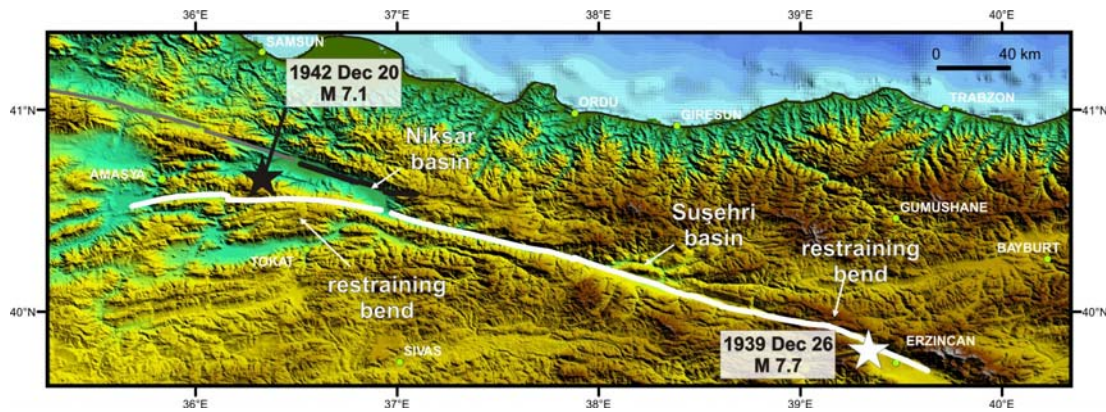 36°E 37°E 38°E 39°E 40°E
SAMSUN
0 40 km
1942 Dec 20
M 7.1
ORDU
TRABZON
41°N
41°N
GIRESUN
Niksar
basin
AMASYA
GUMUSHANE
Suşehri
basin
restraining
bend
BAYBURT
TOKAT
restraining
bend
40°N
40°N
1939 Dec 26
M 7.7
ERZINCAN
SIVAS
36°E 37°E 38°E 39°E 40°E